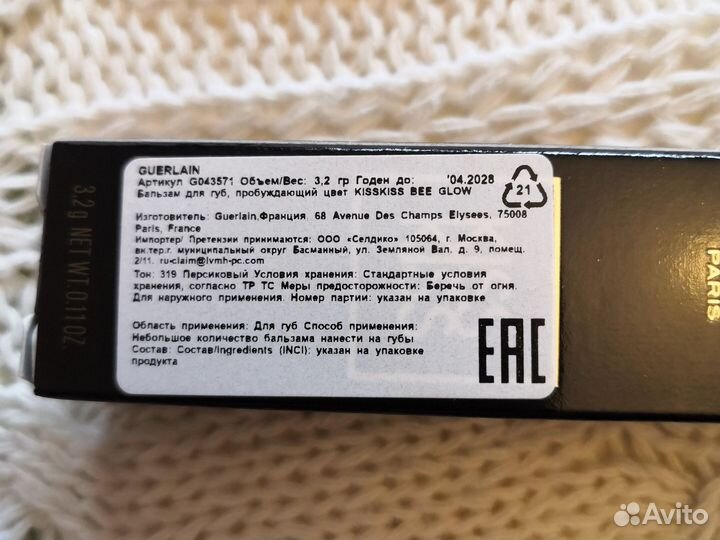 GUERLAIN
Артикул G043571 Объем/Вес: 3,2 гр Годен до: '04.2028
Бальзам для губ, пробуждающий цвет KISSKISS BEE GLOW
Изготовитель: Guerlain,Франция, 68 Avenue Des Champs Elysees, 75008
Paris, France
Импортер/ Претензии принимаются: ООО «Селдико» 105064, г. Москва,
вн.тер.г. муниципальный округ Басманный, ул. Земляной Вал, д. 9, помещ.
2/11. ru-claim@lvmh-pc.com
Тон: 319 Персиковый Условия хранения: Стандартные условия
хранения, согласно ТР ТС Меры предосторожности: Беречь от огня.
Для наружного применения. Номер партии: указан на упаковке
Область применения: Для губ Способ применения:
Небольшое количество бальзама нанести на губы
Состав: Состав/Ingredients (INCI): указан на упаковке
продукта
21
EAC
3.2g NET WT. 0.11 OZ.
PARIS
Avito